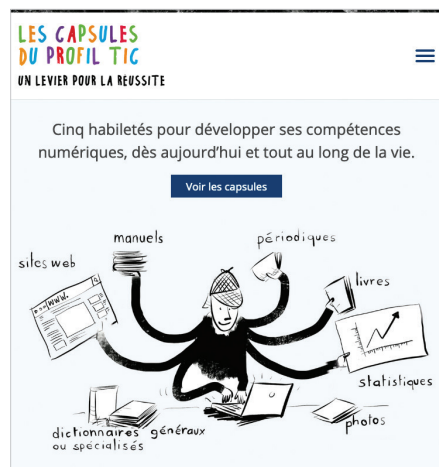 LES CAPSULES
DU PROFIL TIC
UN LEVIER POUR LA REUSSITE
Cinq habiletés pour développer ses compétences
numériques, dès aujourd'hui et tout au long de la vie.
Voir les capsules
manuels
périodiques
sites web
livres
WWW.
statistiques
dictionnaires généraux
ou spécialisés
photos